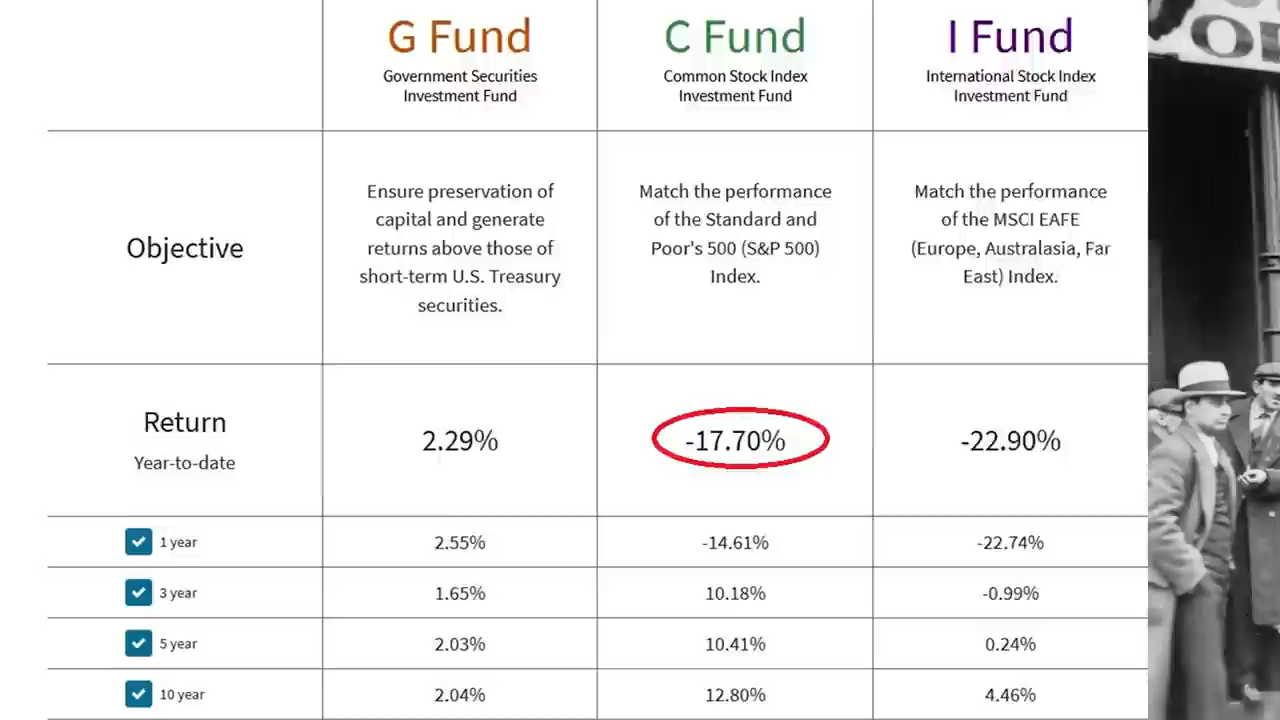 G Fund
Government Securities
Investment Fund
C Fund
Common Stock Index
Investment Fund
I Fund
International Stock Index
Investment Fund
Objective
Ensure preservation of
capital and generate
returns above those of
short-term U.S. Treasury
securities.
Match the performance
of the Standard and
Poor's 500 (S&P 500)
Index.
Match the performance
of the MSCI EAFE
(Europe, Australasia, Far
East) Index.
Return
Year-to-date
2.29%
-17.70%
-22.90%
1 year
2.55%
-14.61%
-22.74%
3 year
1.65%
10.18%
-0.99%
5 year
2.03%
10.41%
0.24%
10 year
2.04%
12.80%
4.46%